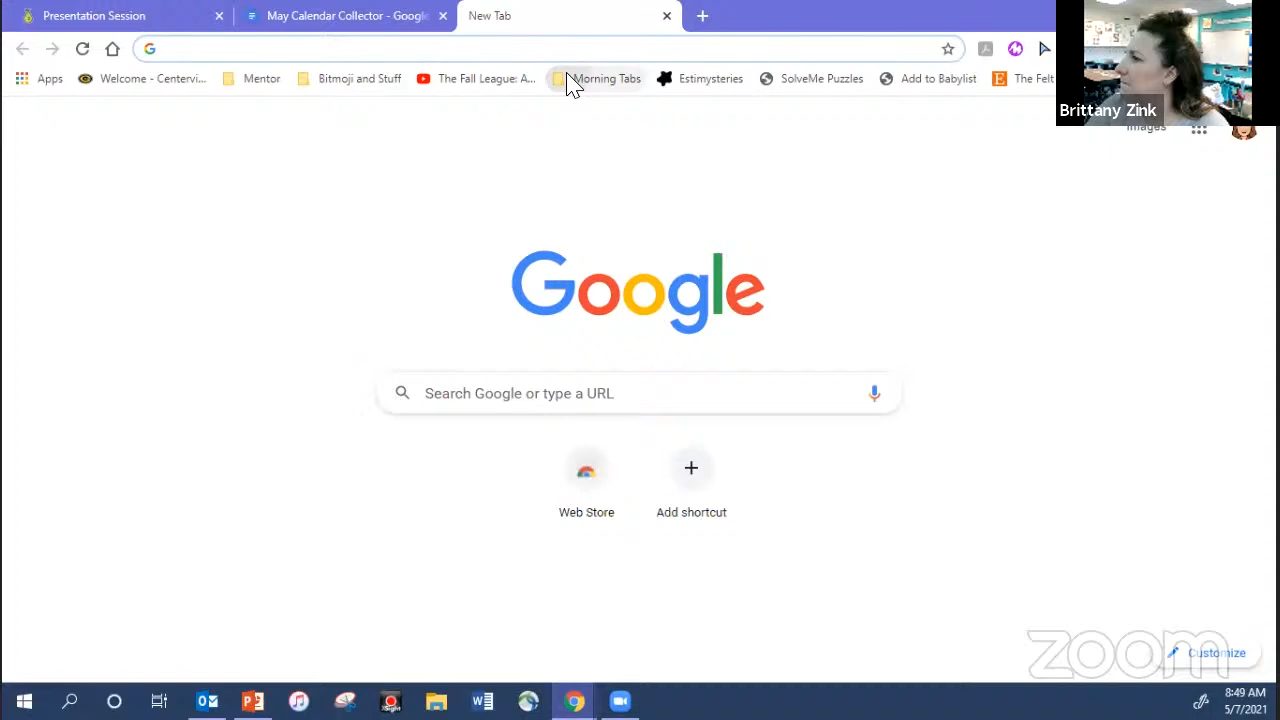 Presentation Session
May Calendar Collector - Google
New Tab
Apps
Welcome - Centervi...
Mentor
Bitmoji and Stuff
The Fall League: A...
Morning Tabs
Estimysteries
SolveMe Puzzles
Add to Babylist
The Felt
Brittany Zink
Images
Google
Search Google or type a URL
Web Store
Add shortcut
zoom
Customize
8:49 AM
5/7/2021